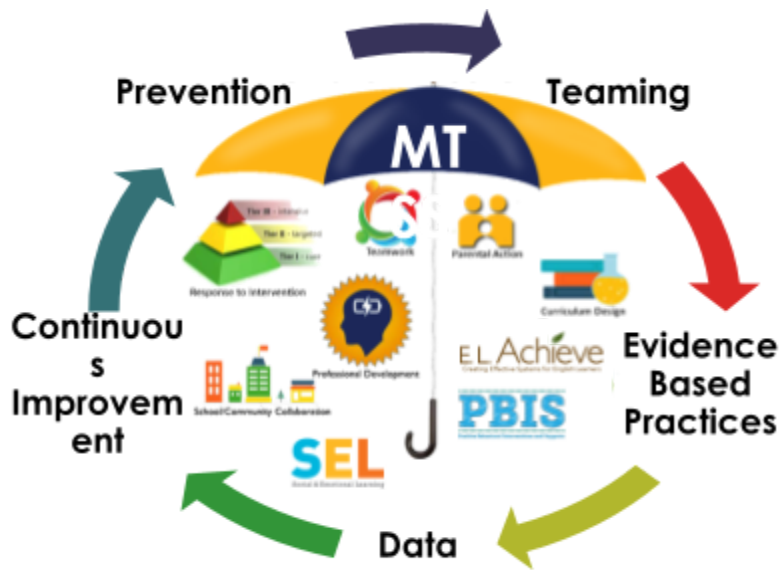 Prevention
Teaming
MT
CS
Tier III - Intensive
Tier II - targeted
Tier I - core
Response to Intervention
Teamwork
Parental Action
Curriculum Design
Professional Development
Continuou
s
Improvem
ent
E.L. Achieve
Creating Effective Systems for English Learners
Evidence
Based
Practices
School/Community Collaboration
PBIS
Positive Behavioral Interventions and Supports
SEL
Social & Emotional Learning
Data